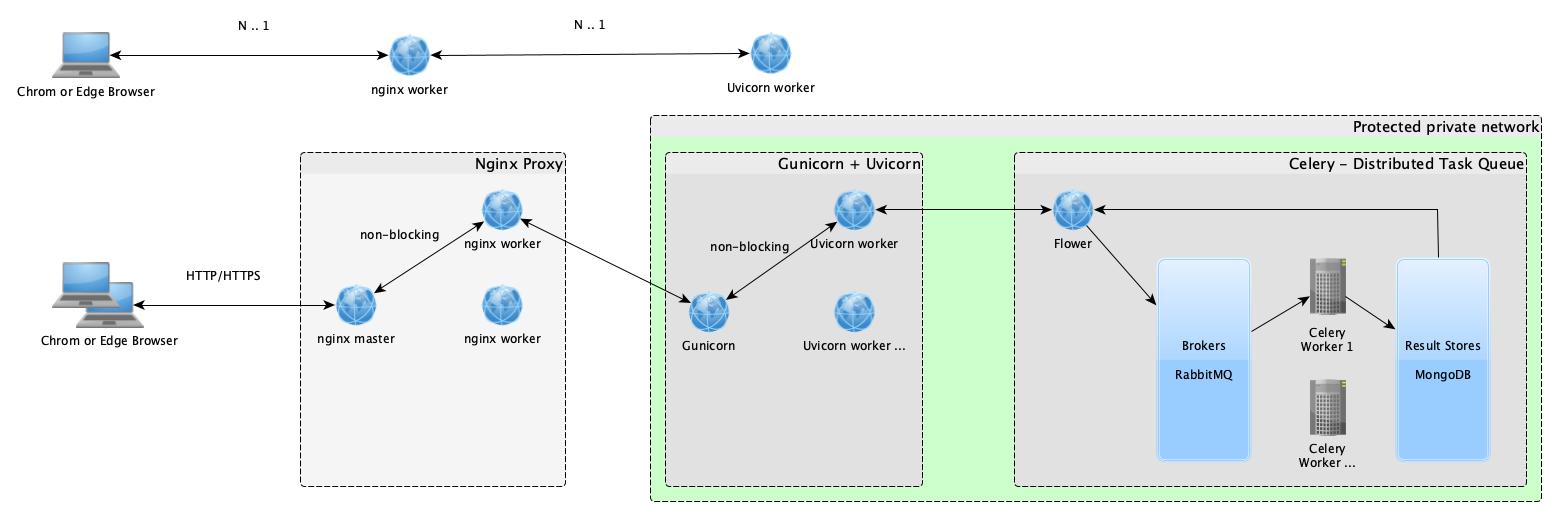 N .. 1
N .. 1
Chrom or Edge Browser
nginx worker
Uvicorn worker
Protected private network
Nginx Proxy
Gunicorn + Uvicorn
Celery - Distributed Task Queue
non-blocking
nginx worker
non-blocking
Uvicorn worker
Flower
HTTP/HTTPS
Chrom or Edge Browser
nginx master
nginx worker
Gunicorn
Uvicorn worker ...
Brokers
RabbitMQ
Celery
Worker 1
Result Stores
MongoDB
Celery
Worker ...